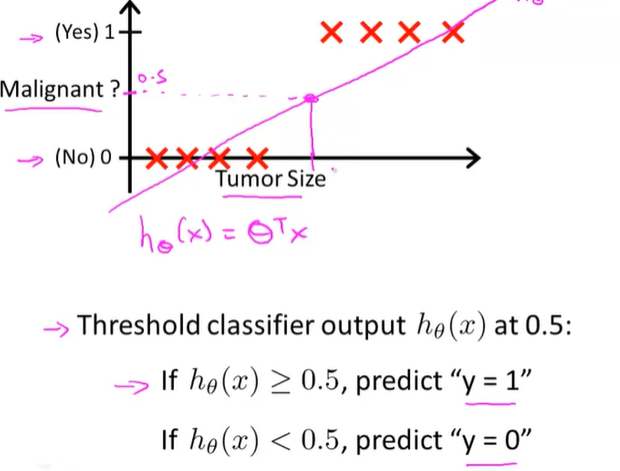 → (Yes) 1
0.5
Malignant ?
→ (No) 0
Tumor Size
hθ(x) = θᵀx
→ Threshold classifier output hθ(x) at 0.5:
→ If hθ(x) ≥ 0.5, predict “y = 1”
If hθ(x) < 0.5, predict “y = 0”